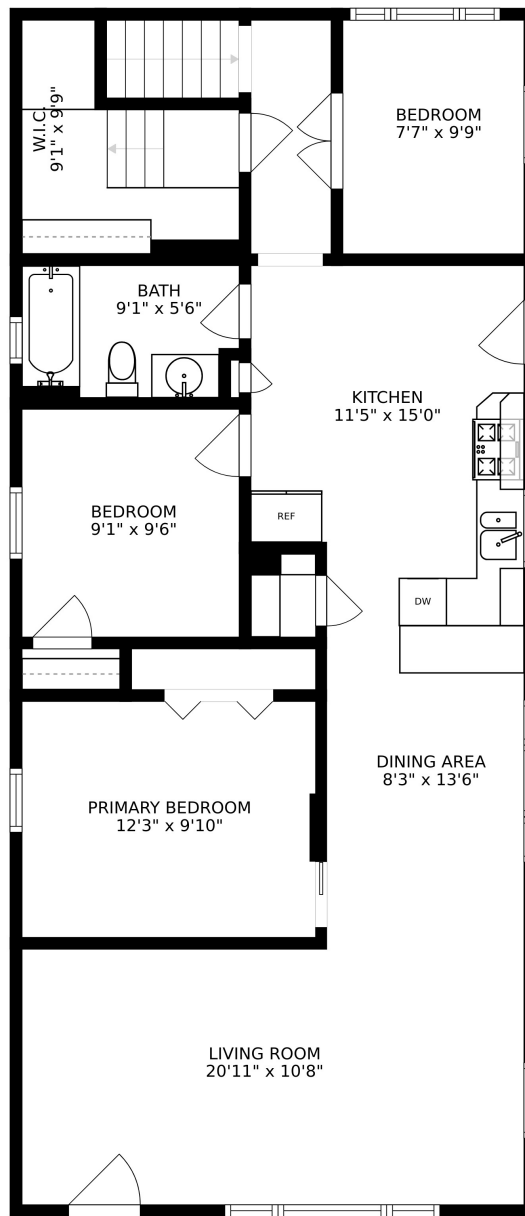 W.I.C.
9'1" x 9'9"
BEDROOM
7'7" x 9'9"
BATH
9'1" x 5'6"
KITCHEN
11'5" x 15'0"
BEDROOM
9'1" x 9'6"
REF
DW
DINING AREA
8'3" x 13'6"
PRIMARY BEDROOM
12'3" x 9'10"
LIVING ROOM
20'11" x 10'8"